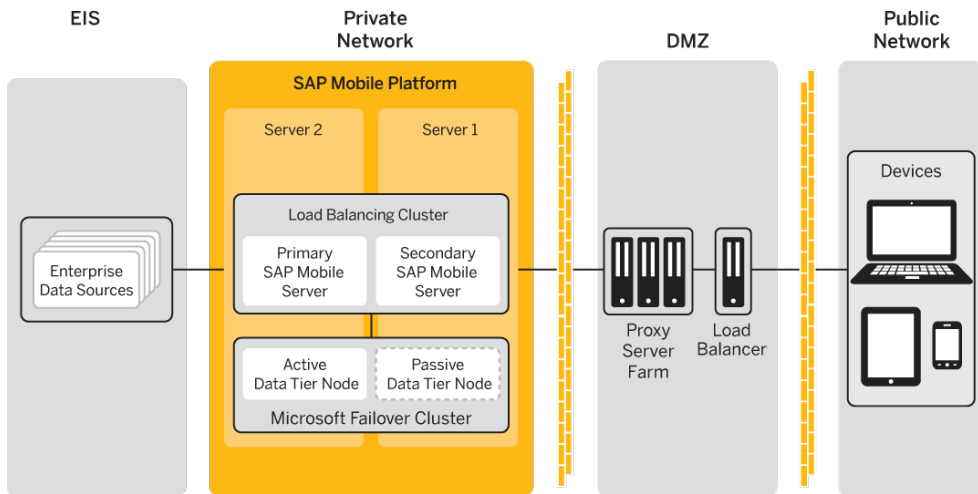 EIS
Private
Network
DMZ
Public
Network
SAP Mobile Platform
Server 2
Server 1
Load Balancing Cluster
Primary
SAP Mobile
Server
Secondary
SAP Mobile
Server
Enterprise
Data Sources
Active
Data Tier Node
Passive
Data Tier Node
Microsoft Failover Cluster
Proxy
Server
Farm
Load
Balancer
Devices